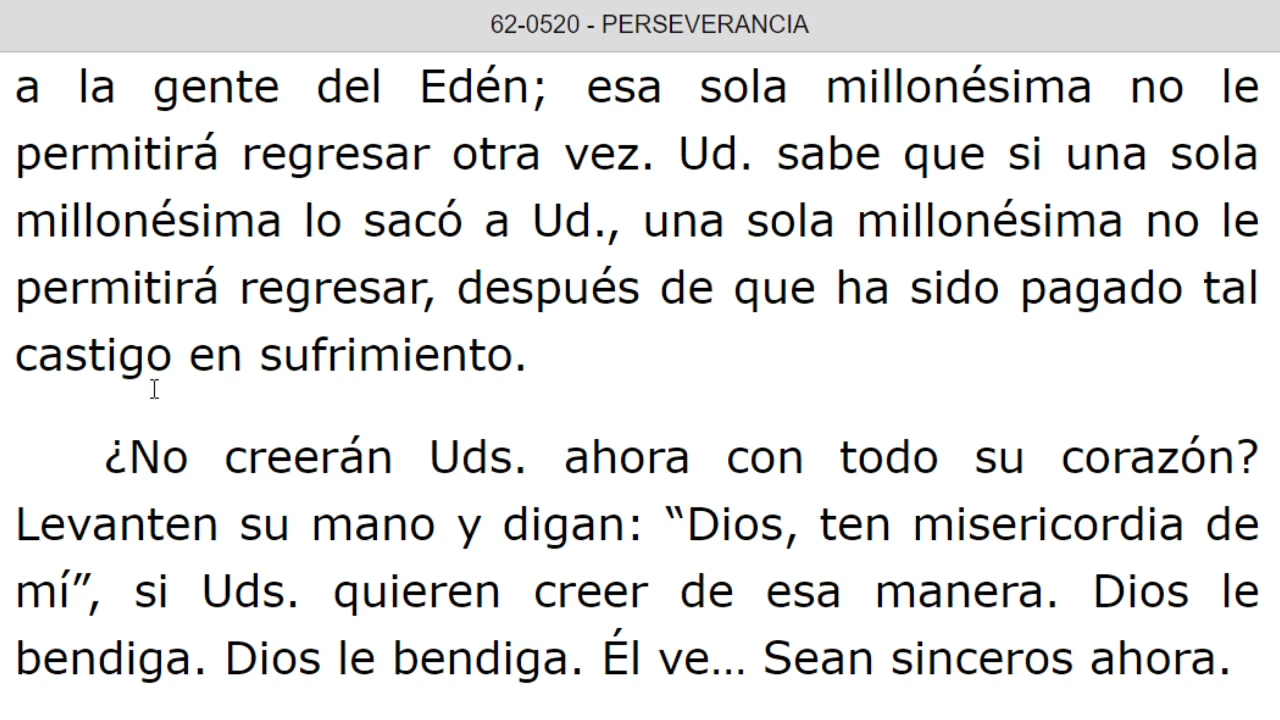 62-0520 - PERSEVERANCIA
a la gente del Edén; esa sola millonésima no le
permitirá regresar otra vez. Ud. sabe que si una sola
millonésima lo sacó a Ud., una sola millonésima no le
permitirá regresar, después de que ha sido pagado tal
castigo en sufrimiento.
¿No creerán Uds. ahora con todo su corazón?
Levanten su mano y digan: “Dios, ten misericordia de
mí”, si Uds. quieren creer de esa manera. Dios le
bendiga. Dios le bendiga. Él ve… Sean sinceros ahora.